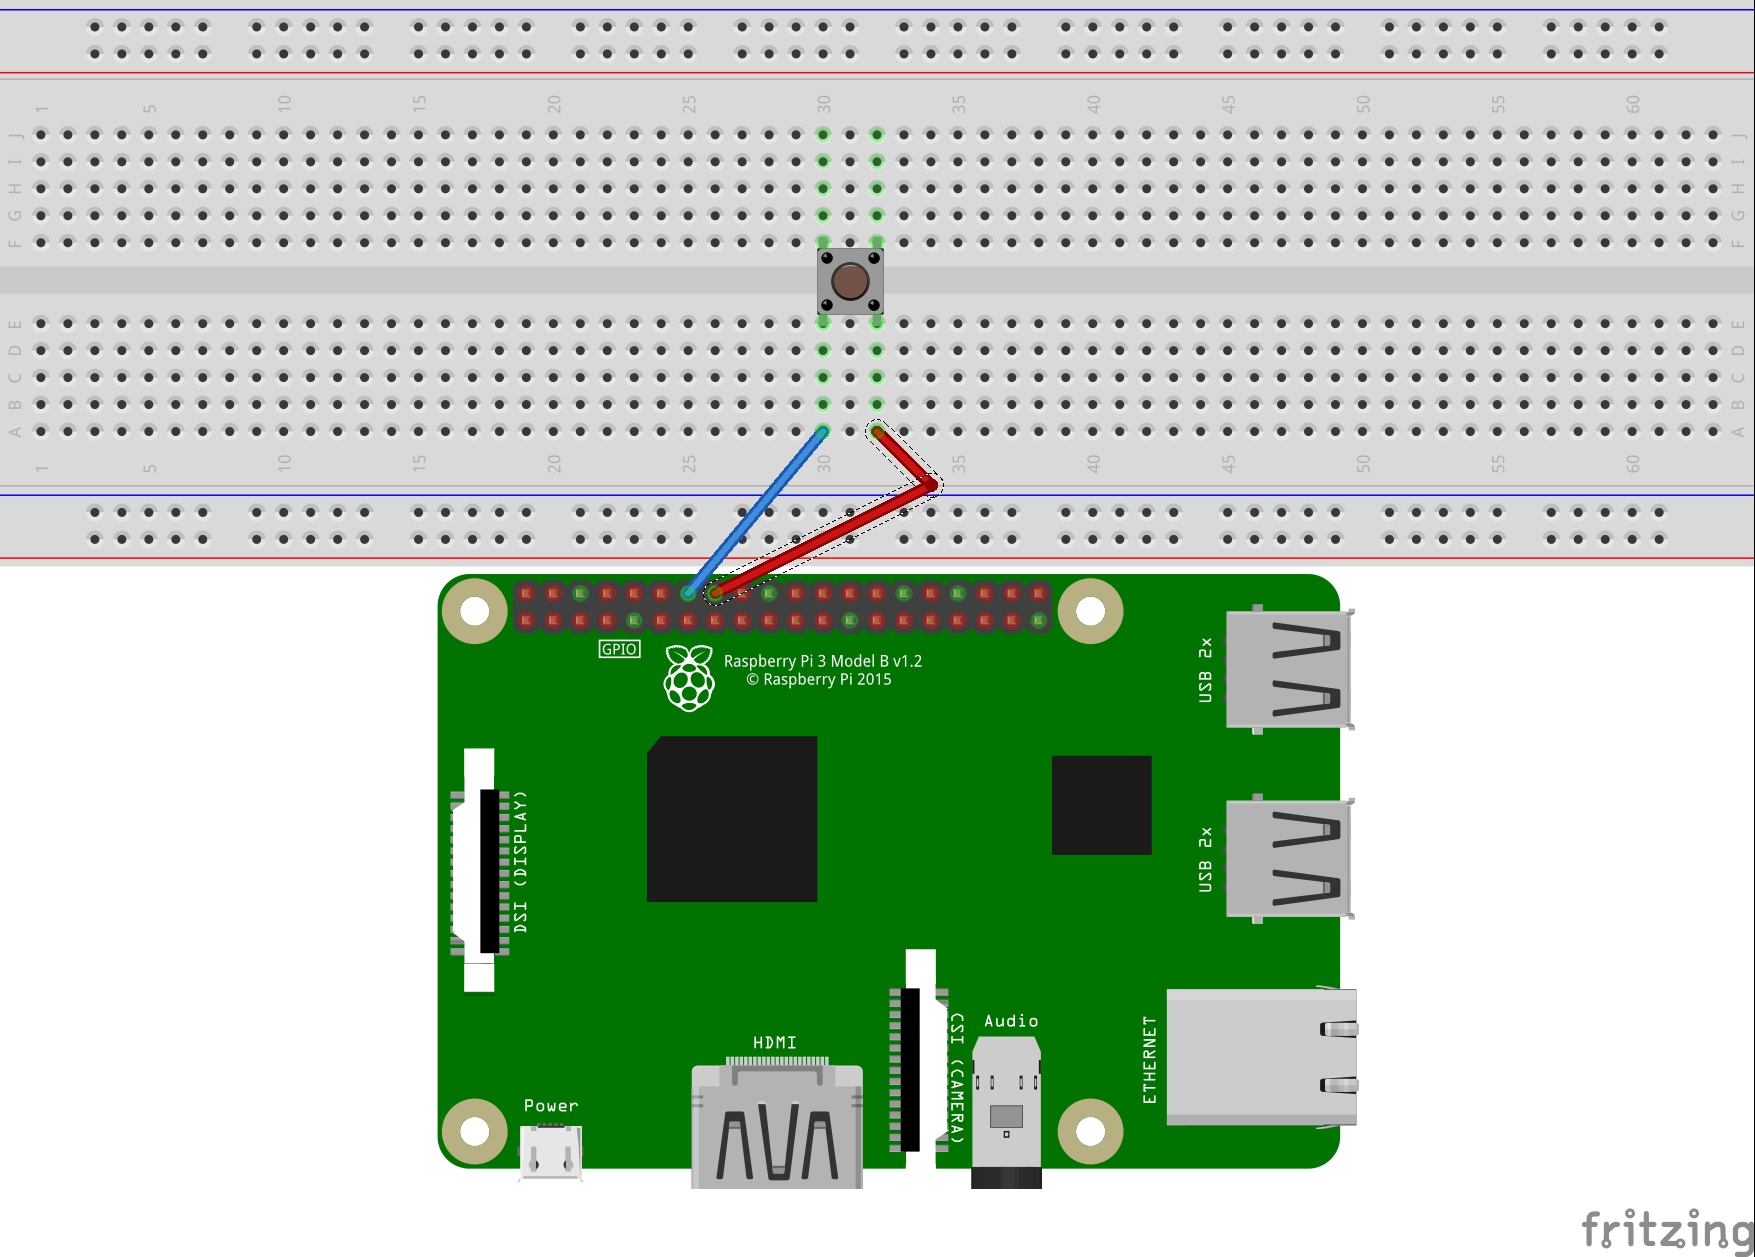 1 5 10 15 20 25 30 35 40 45 50 55 60
J J
I I
H H
G G
F F
E E
D D
C C
B B
A A
1 5 10 15 20 25 30 35 40 45 50 55 60
GPIO
Raspberry Pi 3 Model B v1.2
© Raspberry Pi 2015
USB 2x
DSI (DISPLAY)
USB 2x
CSI (CAMERA)
Audio
ETHERNET
HDMI
Power
fritzing